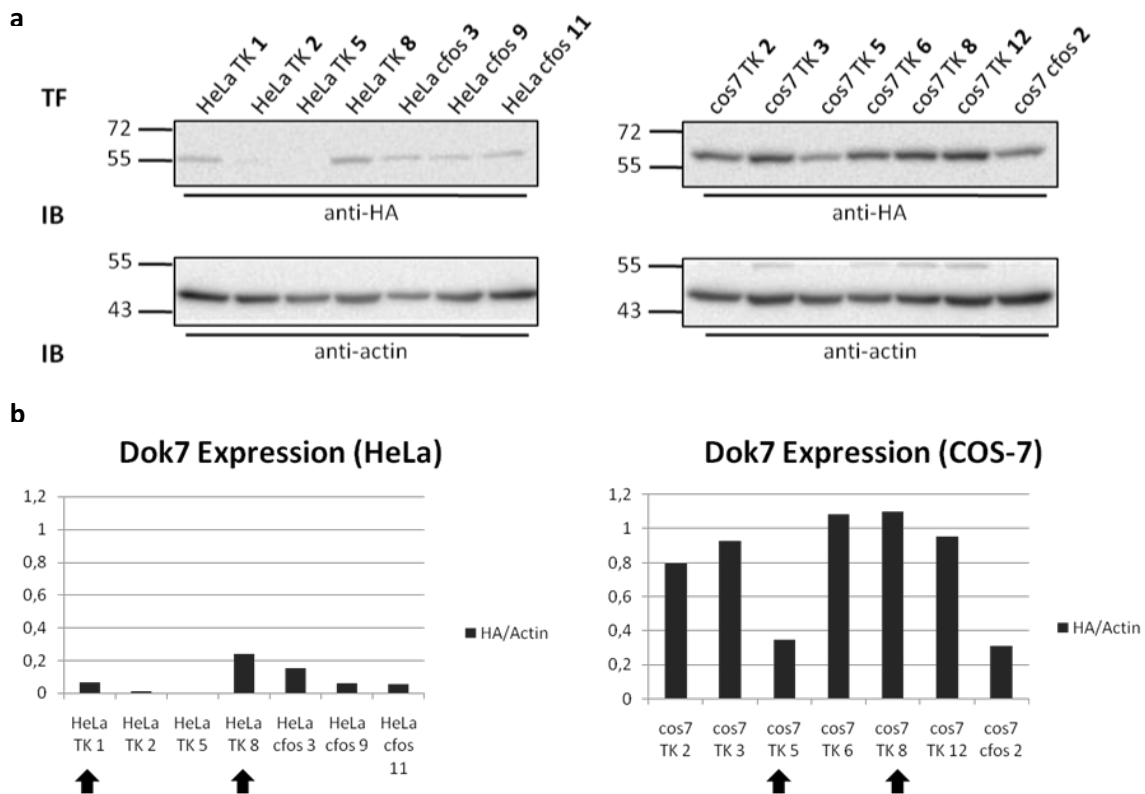 a
TF
HeLa TK 1
HeLa TK 2
HeLa TK 5
HeLa TK 8
HeLa cfos 3
HeLa cfos 9
HeLa cfos 11
72
55
anti-HA
IB
55
43
anti-actin
IB
cos7 TK 2
cos7 TK 3
cos7 TK 5
cos7 TK 6
cos7 TK 8
cos7 TK 12
cos7 cfos 2
72
55
anti-HA
55
43
anti-actin
b
Dok7 Expression (HeLa)
1,2
1
0,8
0,6
0,4
0,2
0
HeLa TK 1
HeLa TK 2
HeLa TK 5
HeLa TK 8
HeLa cfos 3
HeLa cfos 9
HeLa cfos 11
HA/Actin
Dok7 Expression (COS-7)
1,2
1
0,8
0,6
0,4
0,2
0
cos7 TK 2
cos7 TK 3
cos7 TK 5
cos7 TK 6
cos7 TK 8
cos7 TK 12
cos7 cfos 2
HA/Actin